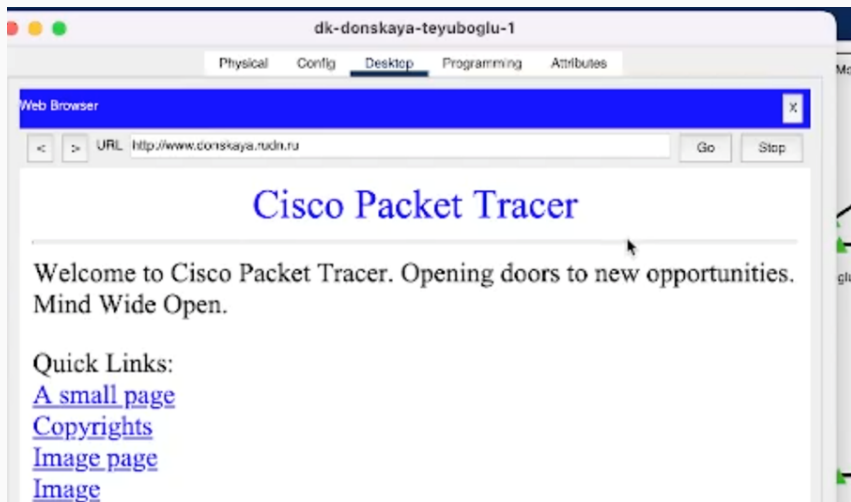 dk-donskaya-teyuboglu-1
Physical Config Desktop Programming Attributes
Web Browser X
< > URL http://www.donskaya.rudn.ru Go Stop
Cisco Packet Tracer
Welcome to Cisco Packet Tracer. Opening doors to new opportunities.
Mind Wide Open.
Quick Links:
A small page
Copyrights
Image page
Image